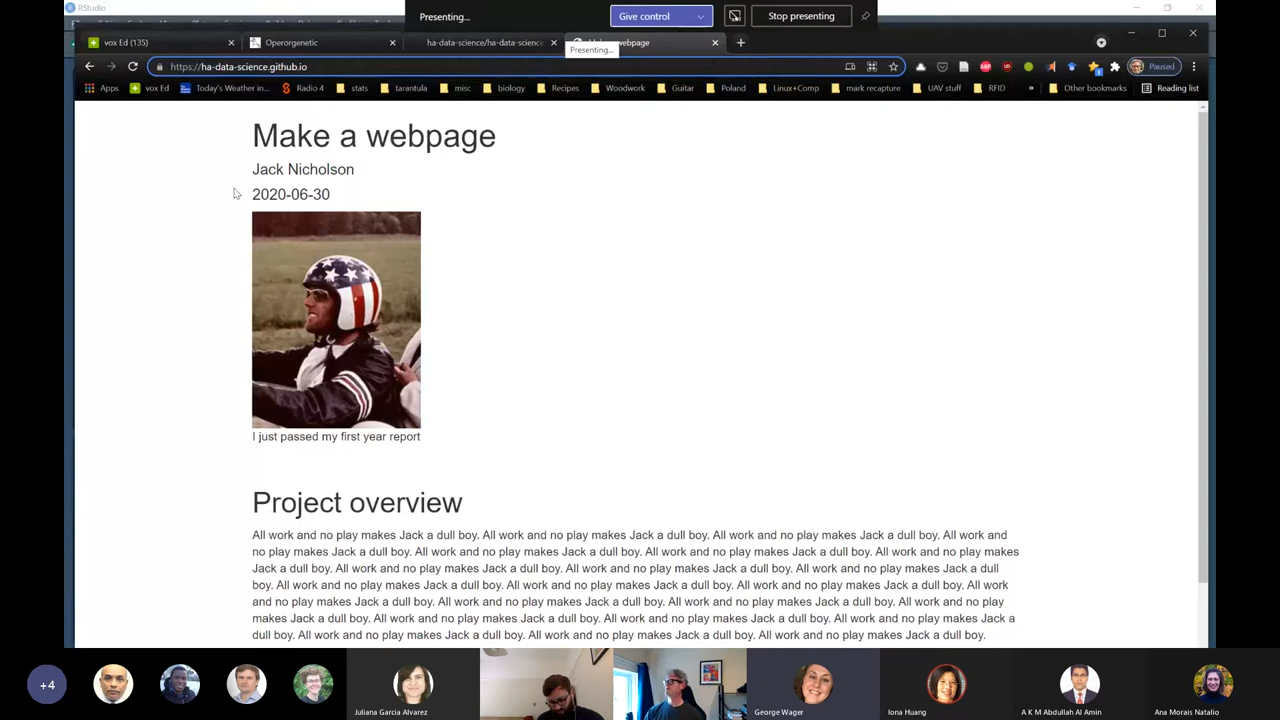 RStudio
Presenting...
Give control
Stop presenting
vox Ed (135)
Operorgenetic
ha-data-science/ha-data-science
webpage
Presenting...
https://ha-data-science.github.io
Paused
Apps
vox Ed
Today's Weather in...
Radio 4
stats
tarantula
misc
biology
Recipes
Woodwork
Guitar
Poland
Linux+Comp
mark recapture
UAV stuff
RFID
»
Other bookmarks
Reading list
Make a webpage
Jack Nicholson
2020-06-30
I just passed my first year report
Project overview
All work and no play makes Jack a dull boy. All work and no play makes Jack a dull boy. All work and no play makes Jack a dull boy. All work and
no play makes Jack a dull boy. All work and no play makes Jack a dull boy. All work and no play makes Jack a dull boy. All work and no play makes
Jack a dull boy. All work and no play makes Jack a dull boy. All work and no play makes Jack a dull boy. All work and no play makes Jack a dull
boy. All work and no play makes Jack a dull boy. All work and no play makes Jack a dull boy. All work and no play makes Jack a dull boy. All work
and no play makes Jack a dull boy. All work and no play makes Jack a dull boy. All work and no play makes Jack a dull boy. All work and no play
makes Jack a dull boy. All work and no play makes Jack a dull boy. All work and no play makes Jack a dull boy. All work and no play makes Jack a
dull boy. All work and no play makes Jack a dull boy. All work and no play makes Jack a dull boy. All work and no play makes Jack a dull boy.
+4
Juliana Garcia Alvarez
George Wager
Iona Huang
A K M Abdullah Al Amin
Ana Morais Natalio